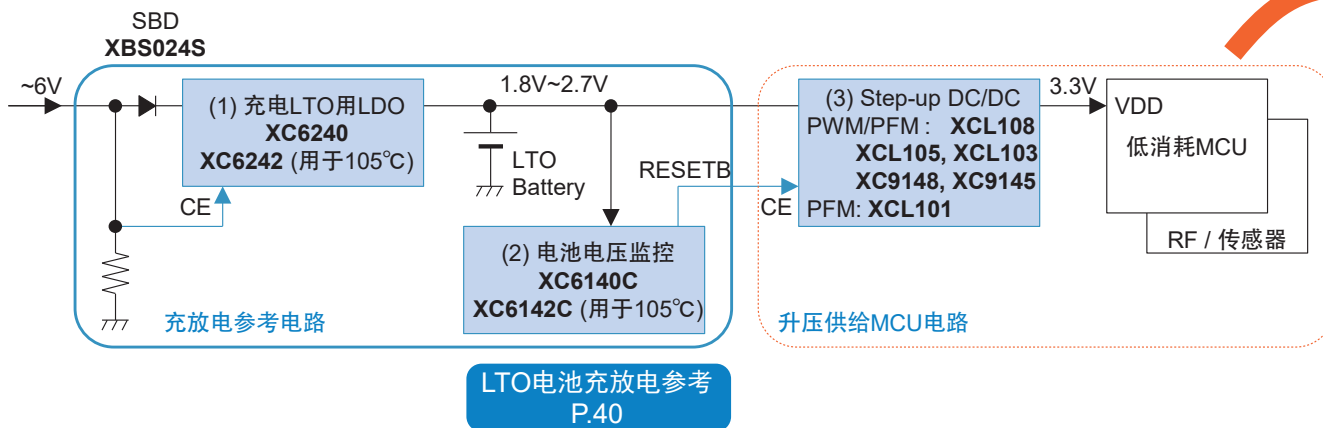 SBD
XBS024S
~6V
(1) 充电LTO用LDO
XC6240
XC6242 (用于105℃)
CE
1.8V~2.7V
LTO
Battery
RESETB
(2) 电池电压监控
XC6140C
XC6142C (用于105℃)
充放电参考电路
(3) Step-up DC/DC
PWM/PFM : XCL108
XCL105, XCL103
XC9148, XC9145
PFM: XCL101
CE
3.3V
VDD
低消耗MCU
RF / 传感器
升压供给MCU电路
LTO电池充放电参考
P.40